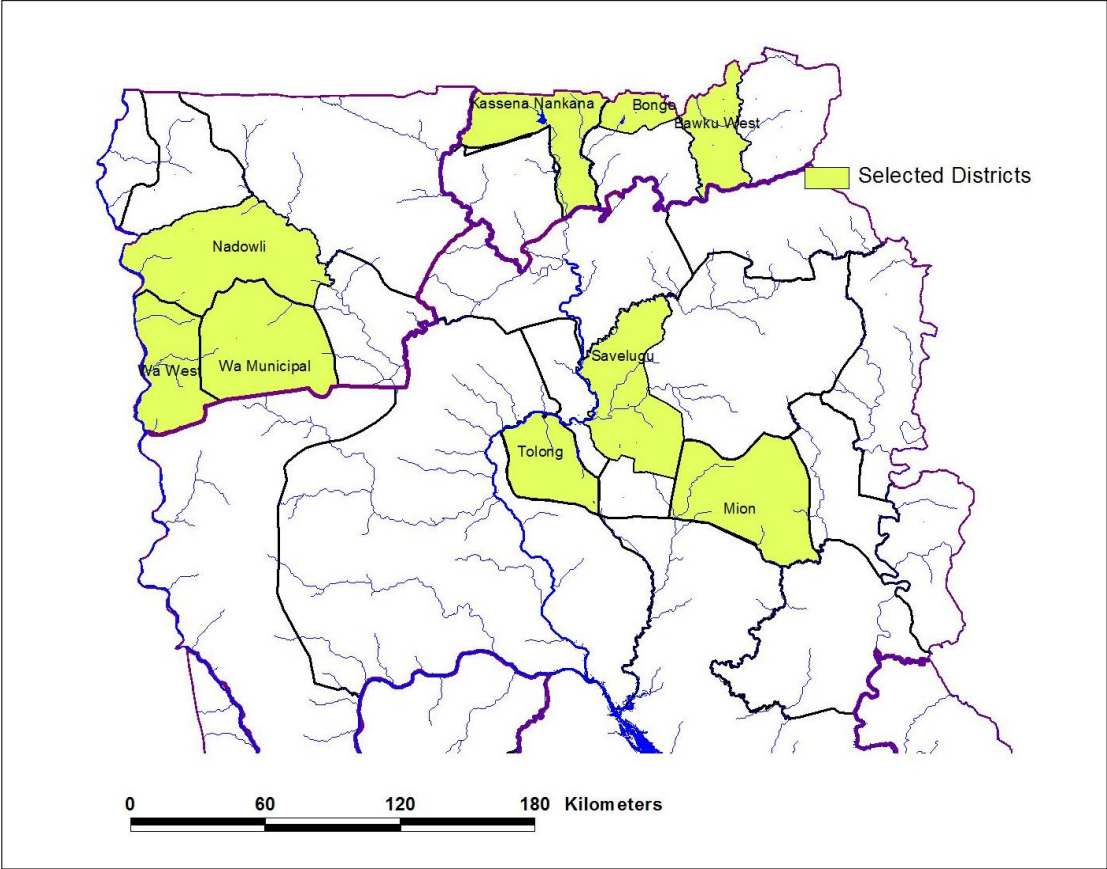 Kassena Nankana
Bongo
Bawku West
Selected Districts
Nadowli
Savelugu
Wa West
Wa Municipal
Tolong
Mion
0 60 120 180 Kilometers